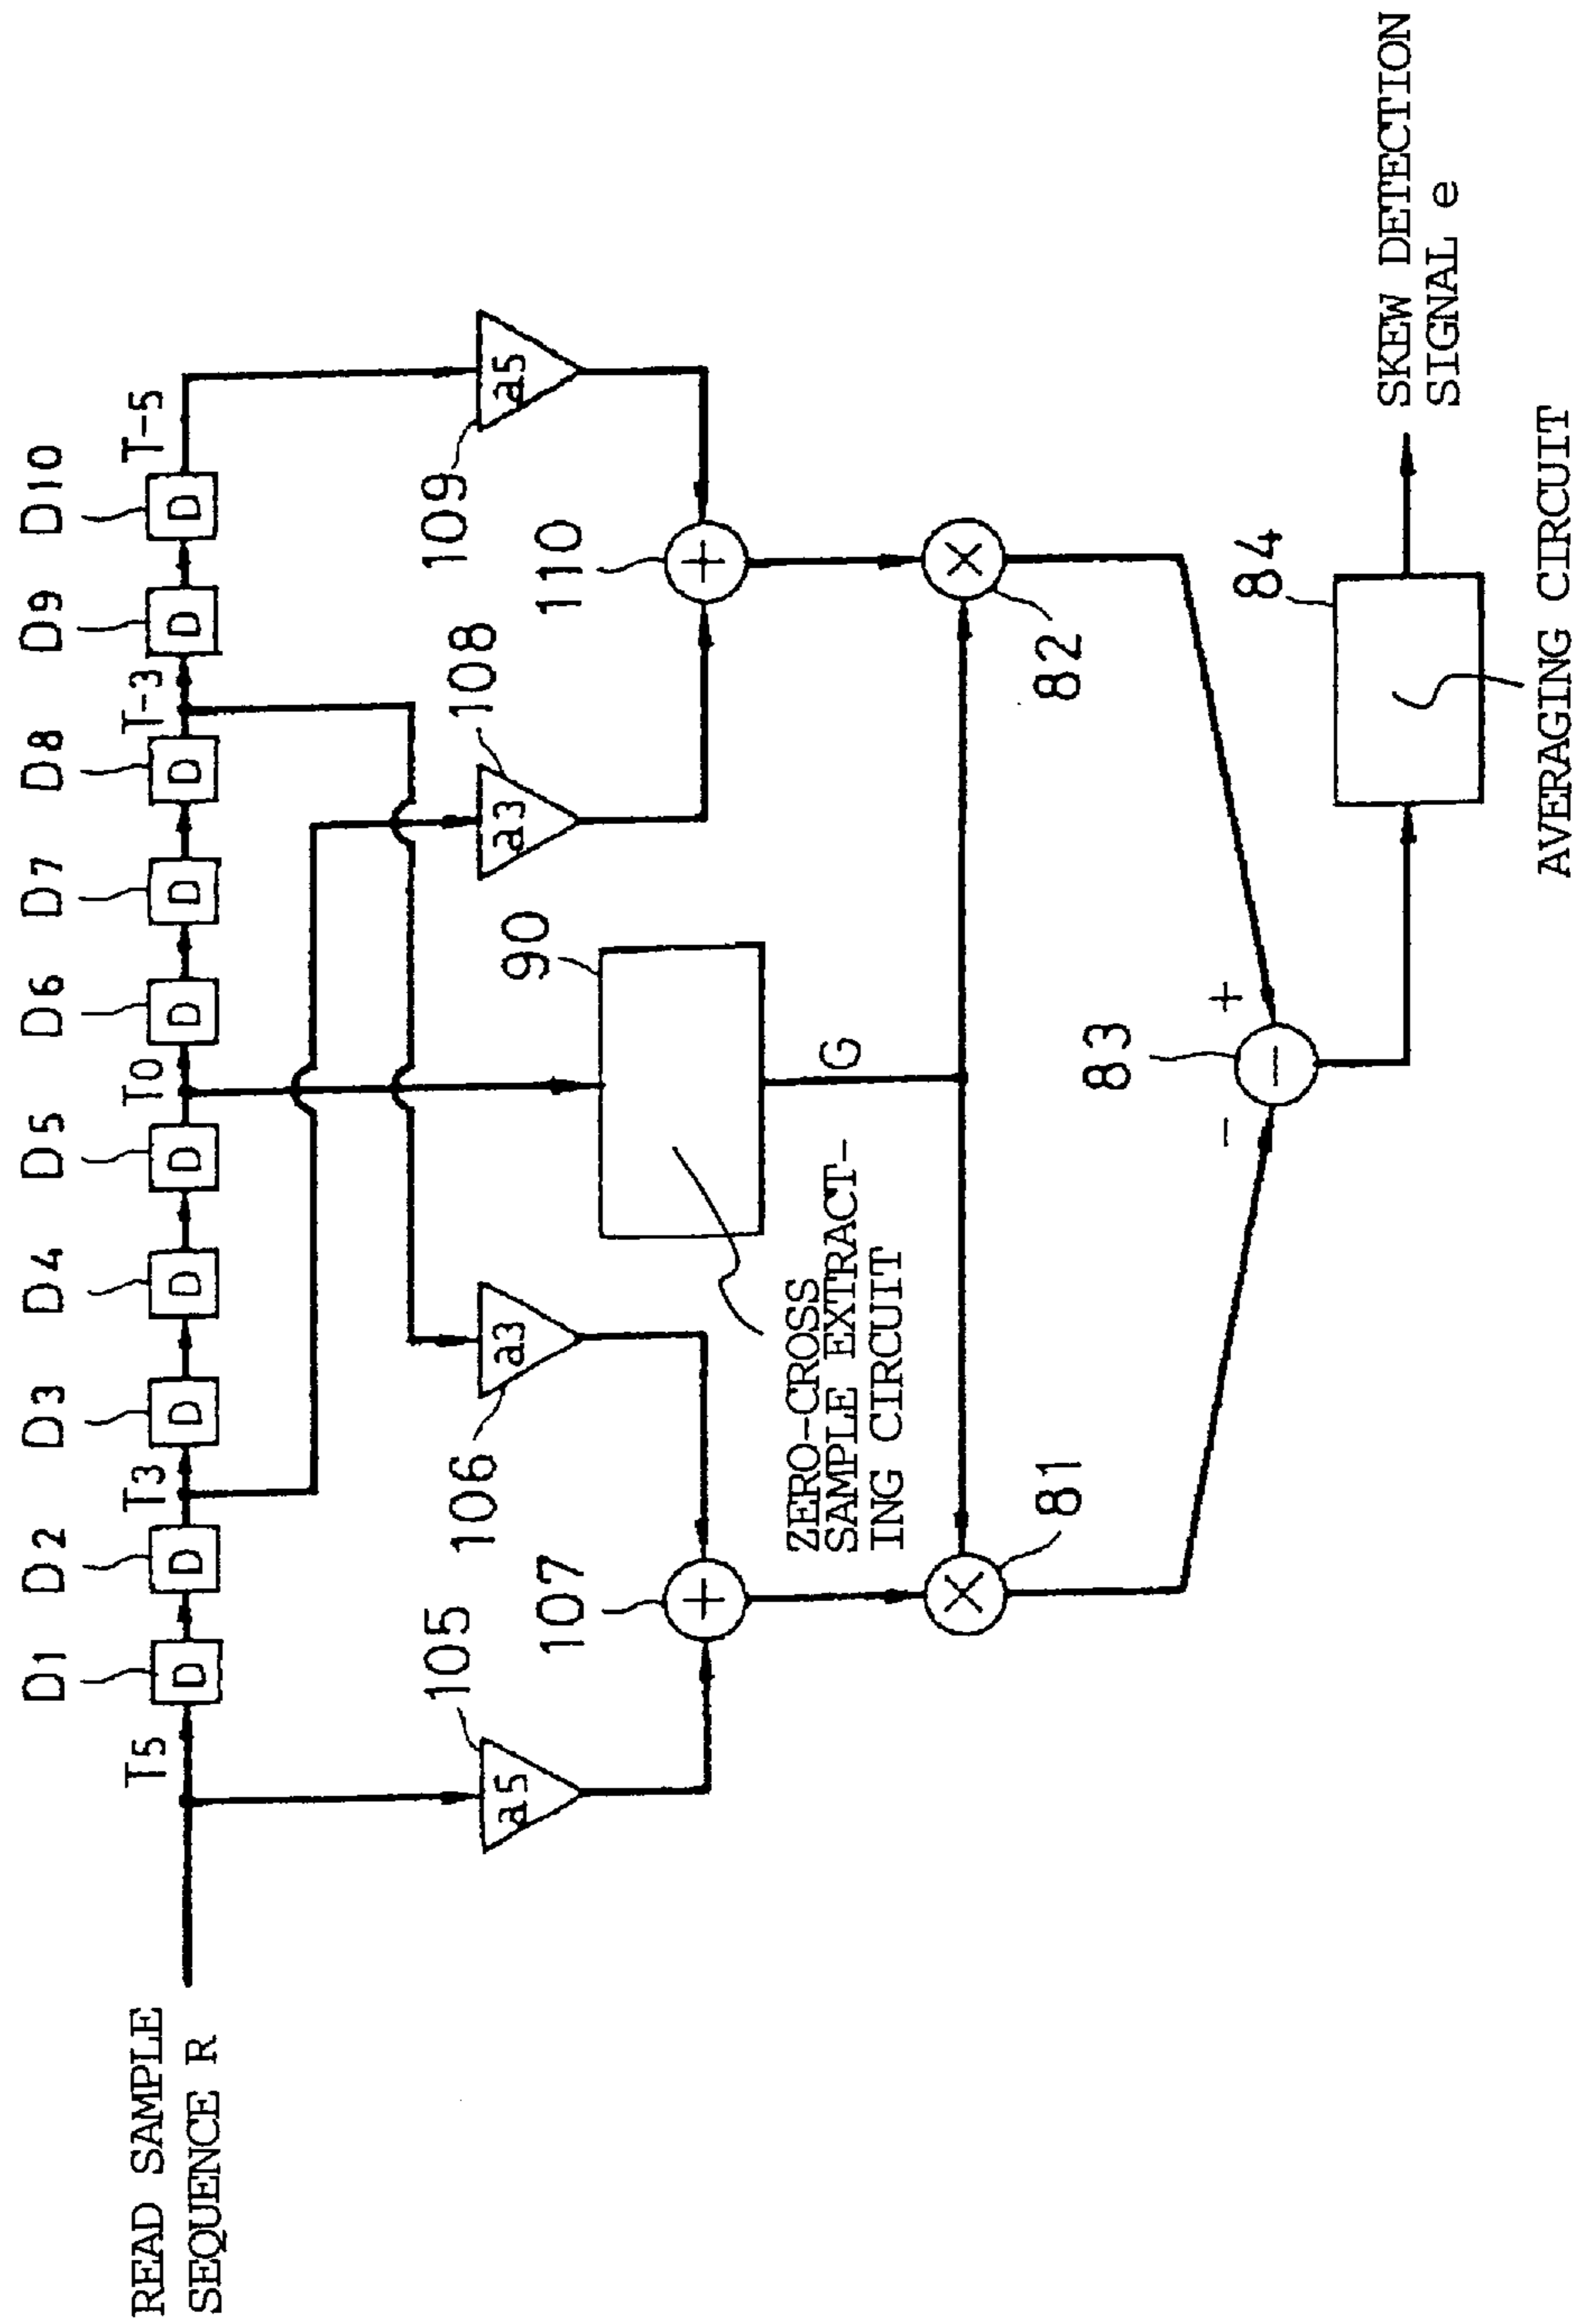 READ SAMPLE
SEQUENCE R
D1
D2
D3
D4
D5
D6
D7
D8
D9
D10
T5
T3
T0
T-3
T-5
D
D
D
D
D
D
D
D
D
D
105
a5
106
a3
107
90
108
a3
109
a5
110
ZERO-CROSS
SAMPLE EXTRACT-
ING CIRCUIT
G
+
+
×
×
81
82
83
-
+
-
84
AVERAGING CIRCUIT
SKEW DETECTION
SIGNAL e